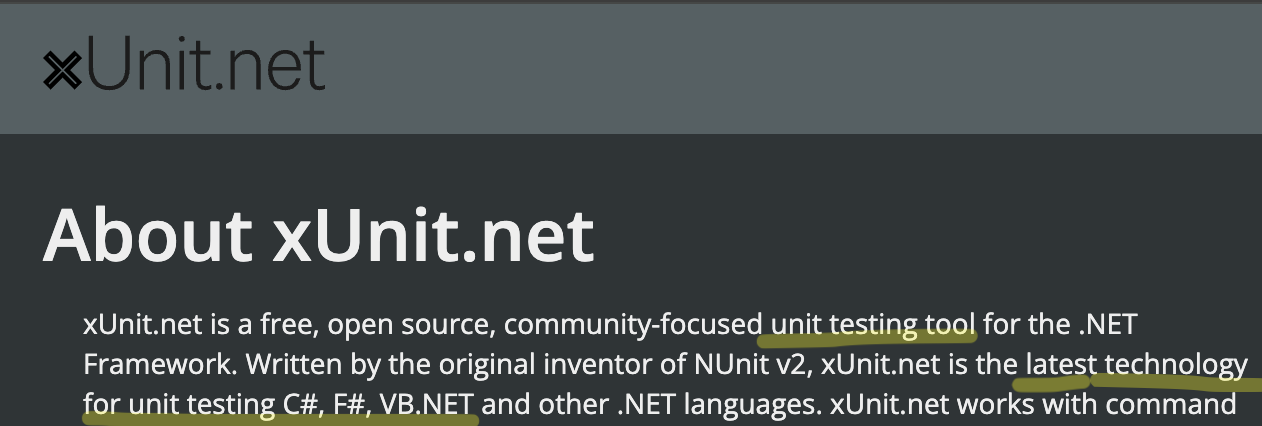 xUnit.net
About xUnit.net
xUnit.net is a free, open source, community-focused unit testing tool for the .NET
Framework. Written by the original inventor of NUnit v2, xUnit.net is the latest technology
for unit testing C#, F#, VB.NET and other .NET languages. xUnit.net works with command